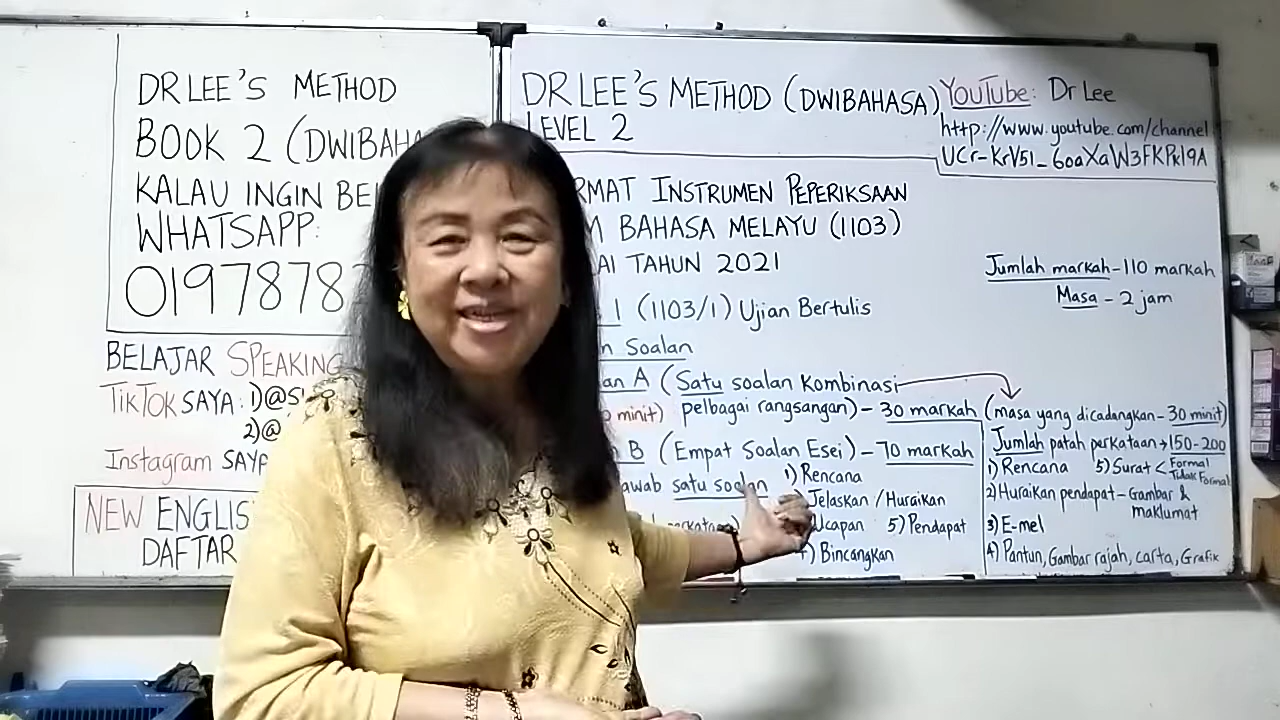 DR LEE'S METHOD
BOOK 2 (DWIBAHA
KALAU INGIN BE
WHATSAPP:
0197878
BELAJAR SPEAKING
TIKTOK SAYA: 1)@S
2)@
Instagram SAYA
NEW ENGLIS
DAFTAR
DR LEE'S METHOD (DWIBAHASA)
LEVEL 2
YouTube: Dr Lee
http://www.youtube.com/channel
UCr-KrV51_6oaXaW3FKPkl9A
RMAT INSTRUMEN PEPERIKSAAN
M BAHASA MELAYU (1103)
AI TAHUN 2021
Jumlah markah-110 markah
Masa - 2 jam
1 (1103/1) Ujian Bertulis
n Soalan
an A (Satu soalan Kombinasi
minit) pelbagai rangsangan) - 30 markah
B (Empat Soalan Esei) - 70 markah
awab satu soalan
1) Rencana
Jelaskan / Huraikan
Ucapan 5) Pendapat
4) Bincangkan
(masa yang dicadangkan - 30 minit)
Jumlah patah perkataan → 150-200
1) Rencana 5) Surat < Formal
Tidak Formal
2) Huraikan pendapat - Gambar &
maklumat
3) E-mel
4) Pantun, Gambar rajah, carta, Grafik